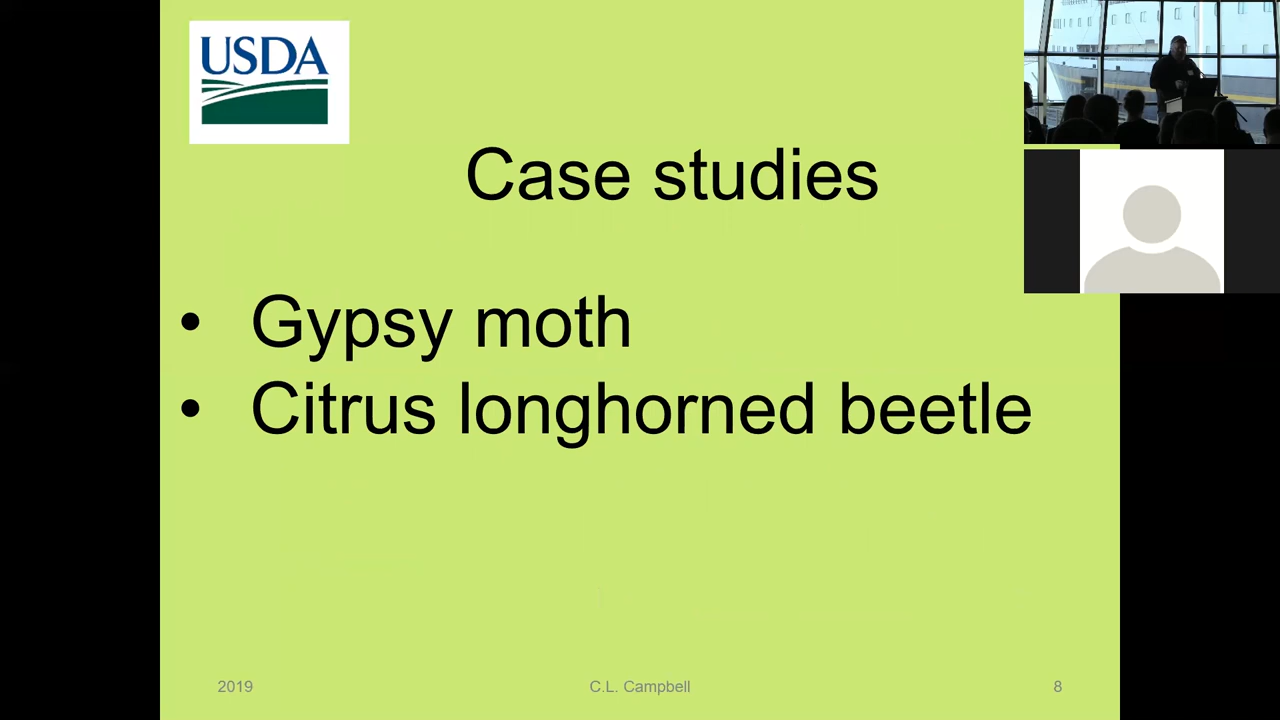 USDA
Case studies
• Gypsy moth
• Citrus longhorned beetle
2019
C.L. Campbell
8